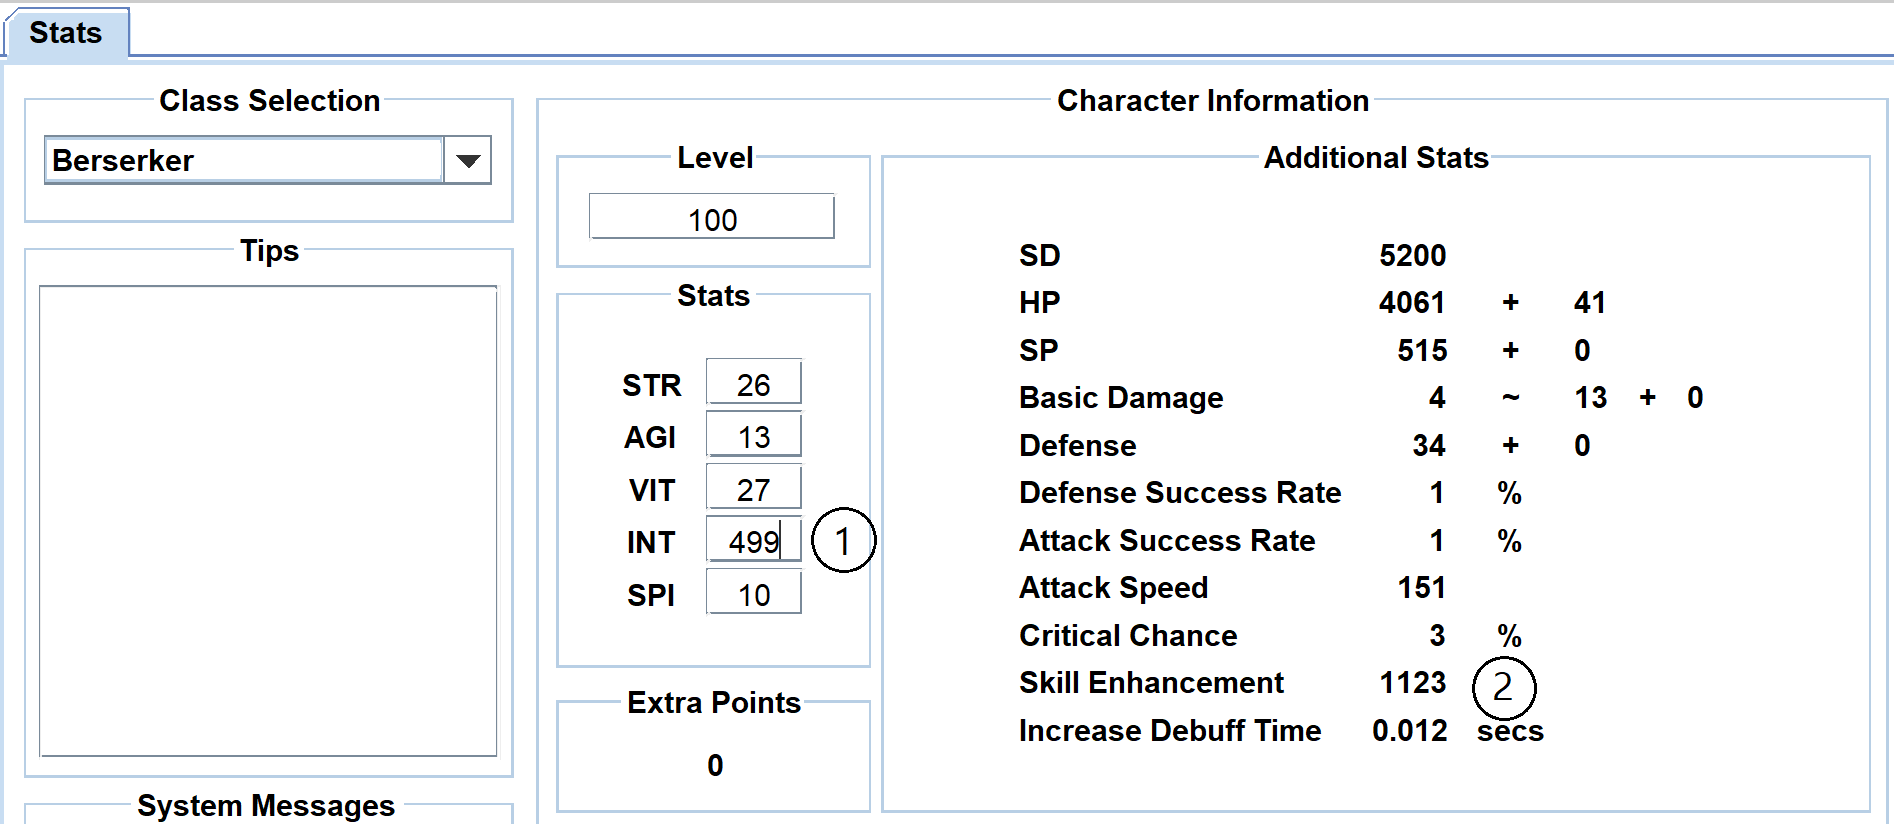 Stats
Class Selection
Berserker
Tips
System Messages
Character Information
Level
100
Stats
STR 26
AGI 13
VIT 27
INT 499 1
SPI 10
Extra Points
0
Additional Stats
SD 5200
HP 4061 + 41
SP 515 + 0
Basic Damage 4 ~ 13 + 0
Defense 34 + 0
Defense Success Rate 1 %
Attack Success Rate 1 %
Attack Speed 151
Critical Chance 3 %
Skill Enhancement 1123 2
Increase Debuff Time 0.012 secs